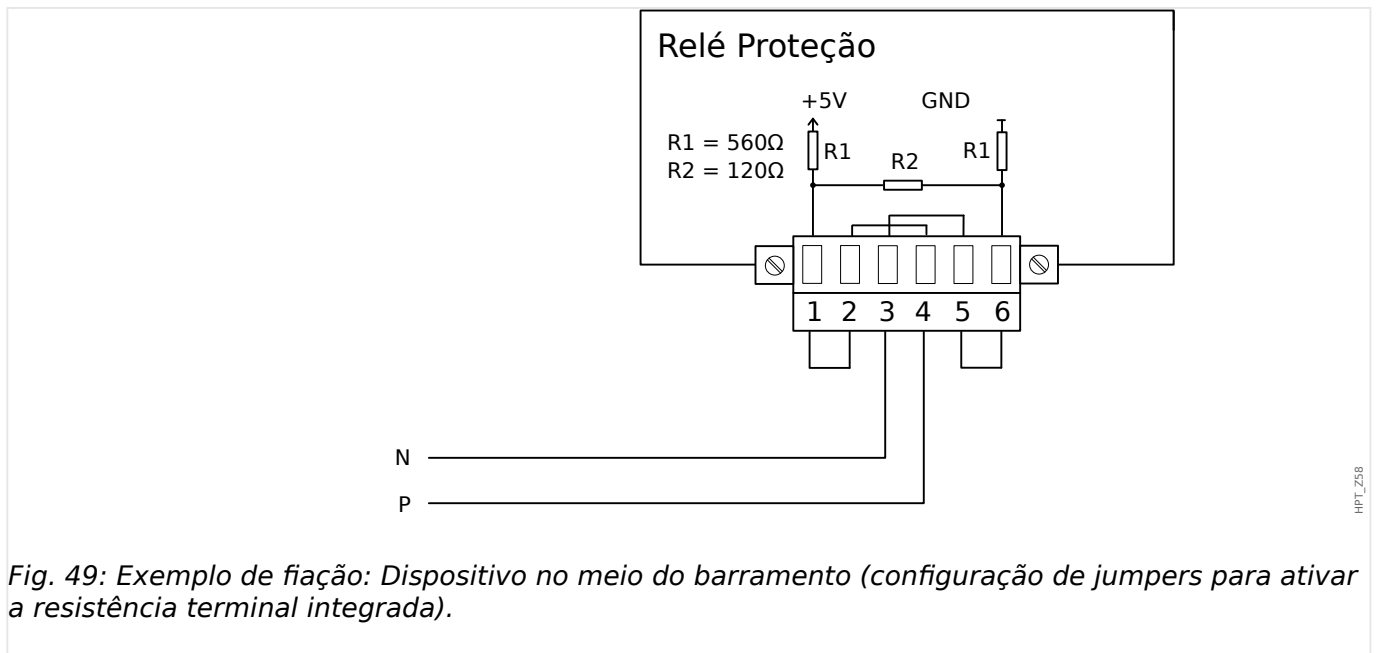 Relé Proteção
+5V
GND
R1 = 560Ω
R2 = 120Ω
R1
R2
R1
1 2 3 4 5 6
N
P
HPT_Z58
Fig. 49: Exemplo de fiação: Dispositivo no meio do barramento (configuração de jumpers para ativar
a resistência terminal integrada).